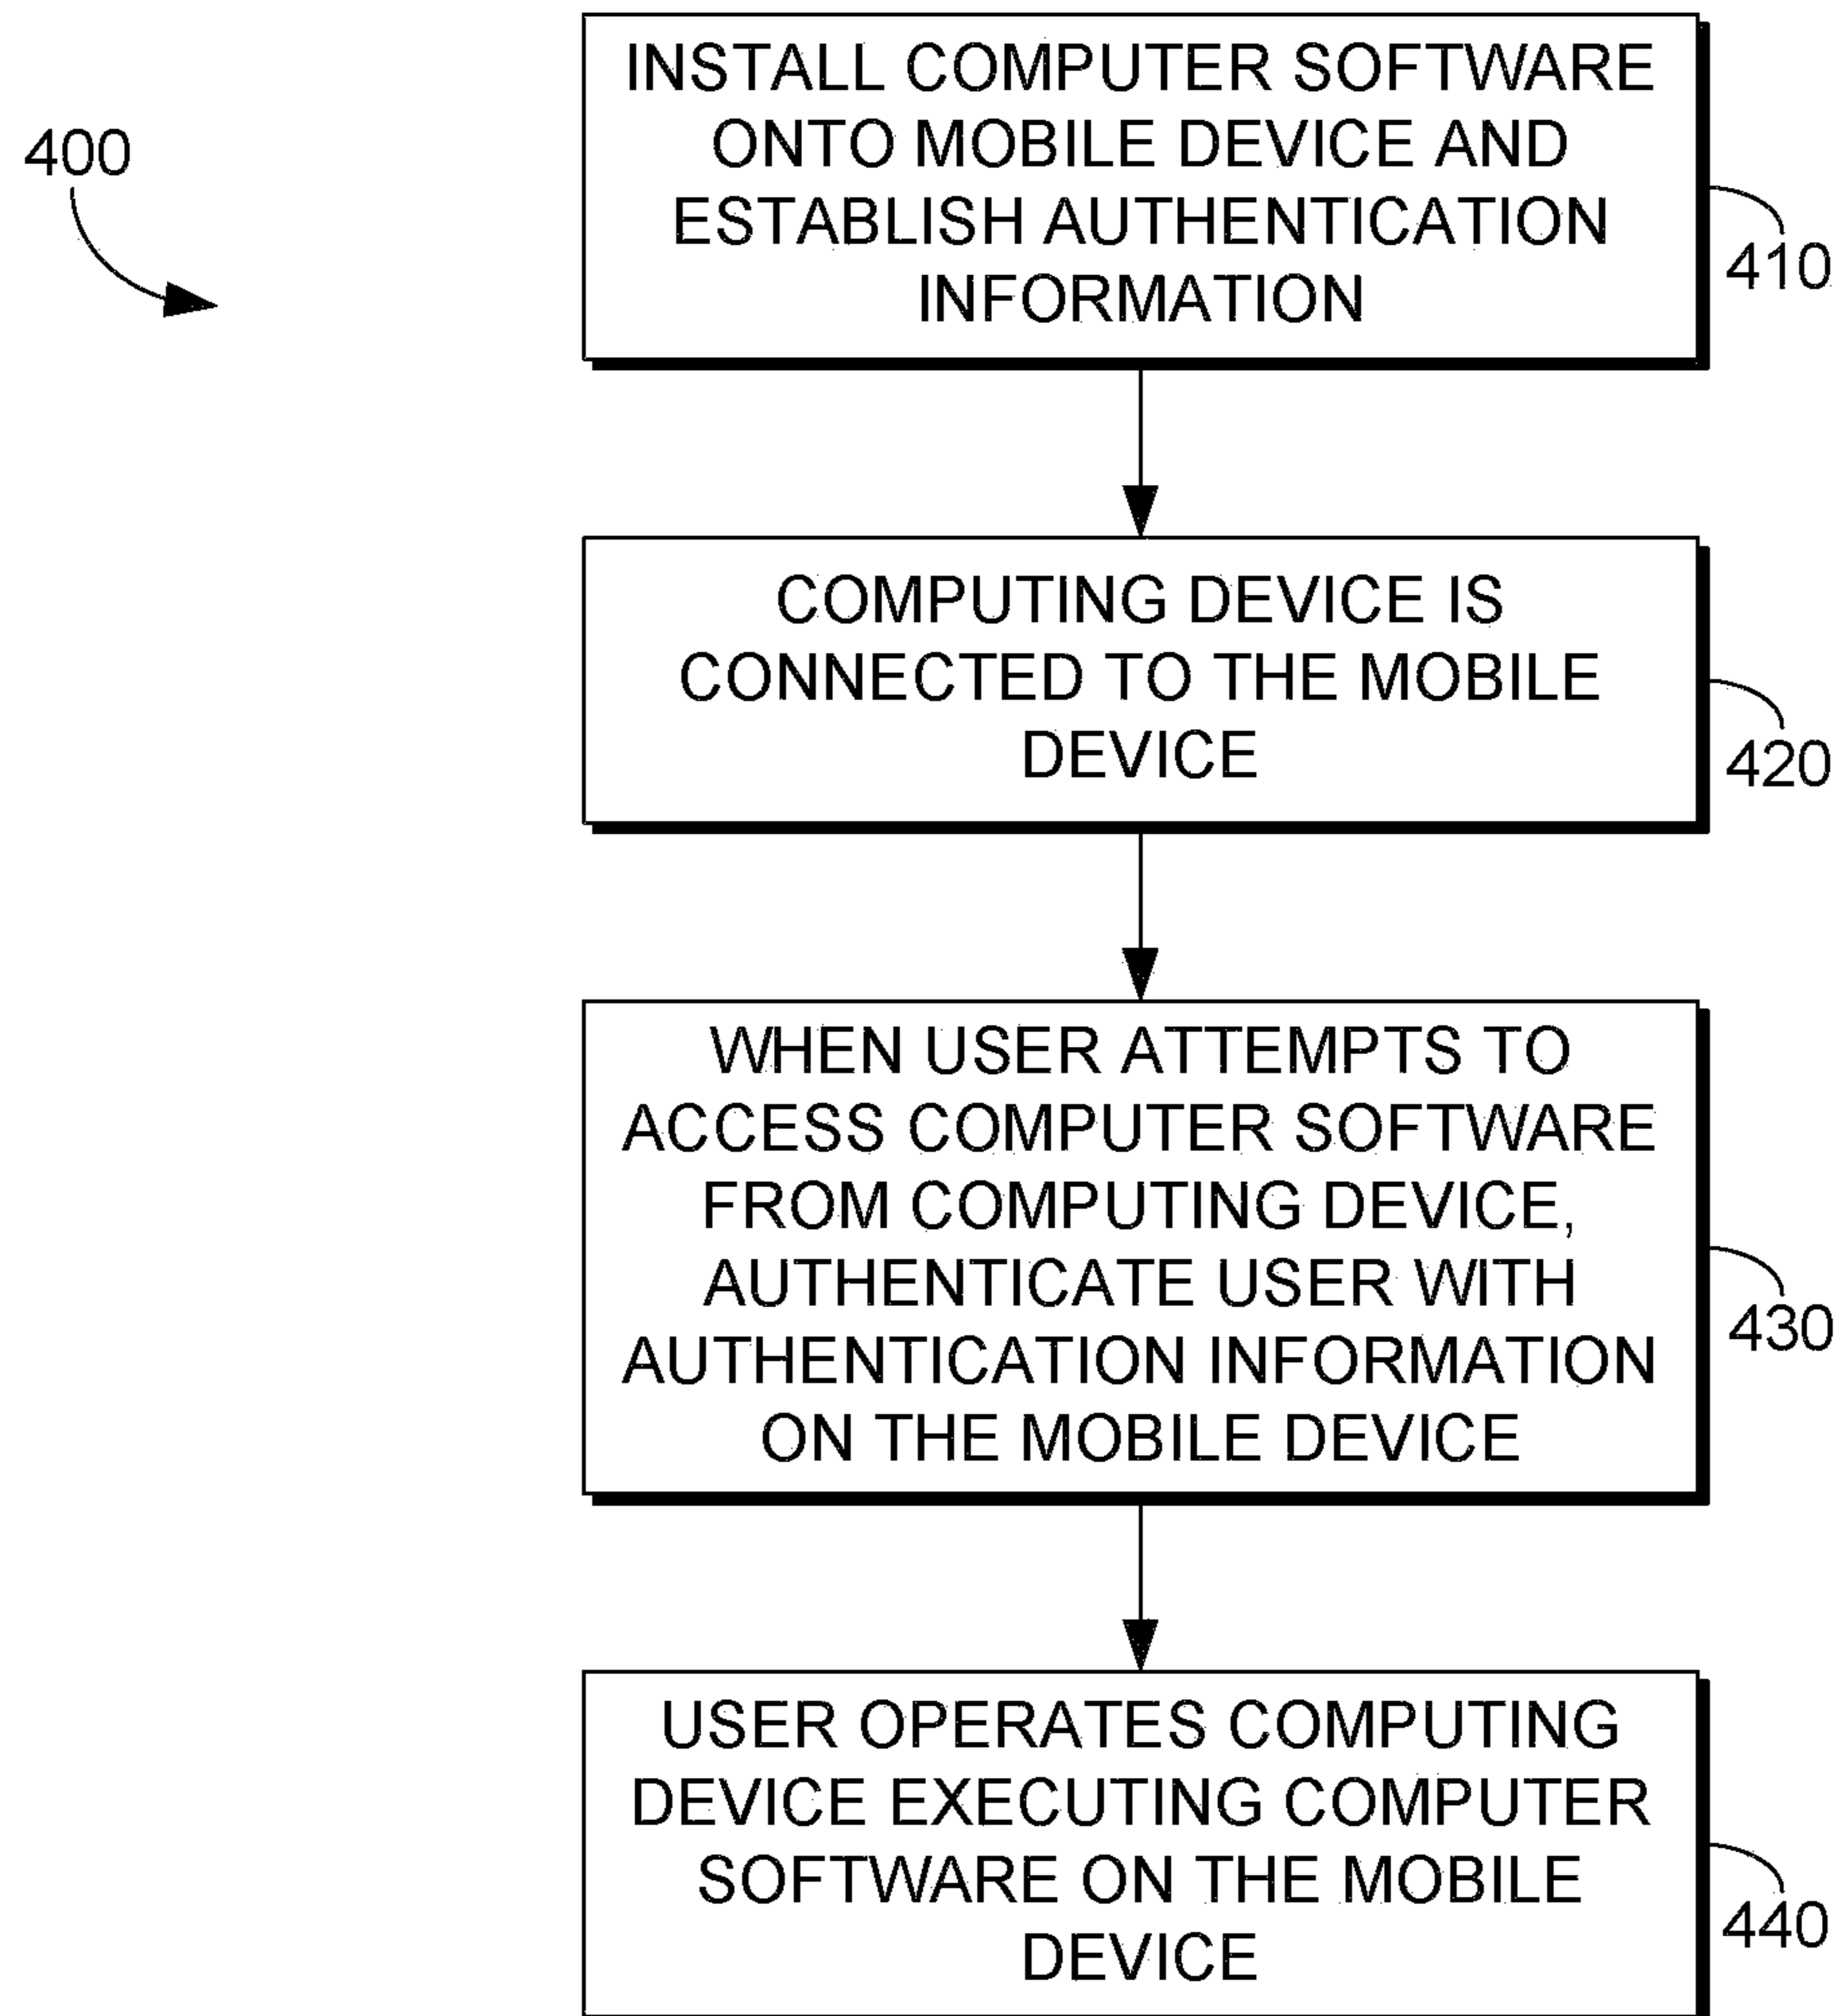 400
INSTALL COMPUTER SOFTWARE
ONTO MOBILE DEVICE AND
ESTABLISH AUTHENTICATION
INFORMATION
410
COMPUTING DEVICE IS
CONNECTED TO THE MOBILE
DEVICE
420
WHEN USER ATTEMPTS TO
ACCESS COMPUTER SOFTWARE
FROM COMPUTING DEVICE,
AUTHENTICATE USER WITH
AUTHENTICATION INFORMATION
ON THE MOBILE DEVICE
430
USER OPERATES COMPUTING
DEVICE EXECUTING COMPUTER
SOFTWARE ON THE MOBILE
DEVICE
440